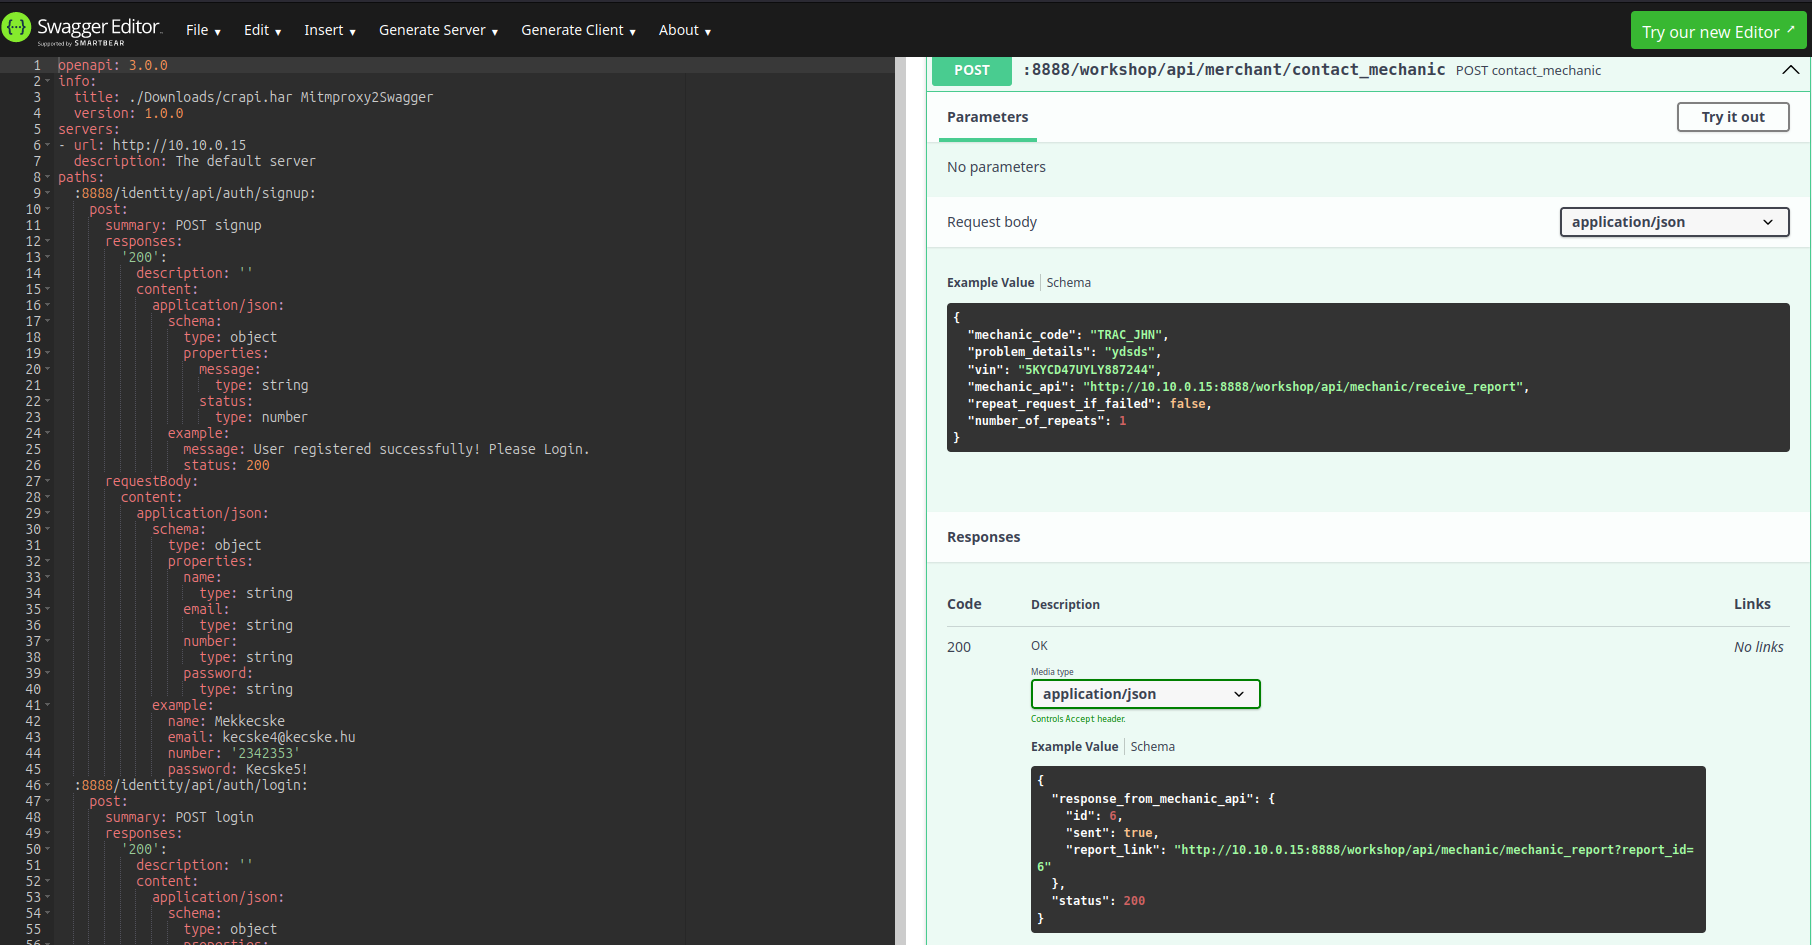 Swagger Editor
Supported by SMARTBEAR
File Edit Insert Generate Server Generate Client About
Try our new Editor
1 openapi: 3.0.0
2 info:
3 title: ./Downloads/crapi.har Mitmproxy2Swagger
4 version: 1.0.0
5 servers:
6 - url: http://10.10.0.15
7 description: The default server
8 paths:
9 :8888/identity/api/auth/signup:
10 post:
11 summary: POST signup
12 responses:
13 '200':
14 description: ''
15 content:
16 application/json:
17 schema:
18 type: object
19 properties:
20 message:
21 type: string
22 status:
23 type: number
24 example:
25 message: User registered successfully! Please Login.
26 status: 200
27 requestBody:
28 content:
29 application/json:
30 schema:
31 type: object
32 properties:
33 name:
34 type: string
35 email:
36 type: string
37 number:
38 type: string
39 password:
40 type: string
41 example:
42 name: Mekkecske
43 email: kecske4@kecske.hu
44 number: '2342353'
45 password: Kecske5!
46 :8888/identity/api/auth/login:
47 post:
48 summary: POST login
49 responses:
50 '200':
51 description: ''
52 content:
53 application/json:
54 schema:
55 type: object
56 properties:
POST :8888/workshop/api/merchant/contact_mechanic POST contact_mechanic
Parameters
Try it out
No parameters
Request body
application/json
Example Value Schema
{
"mechanic_code": "TRAC_JHN",
"problem_details": "ydsds",
"vin": "5KYCD47UYLY887244",
"mechanic_api": "http://10.10.0.15:8888/workshop/api/mechanic/receive_report",
"repeat_request_if_failed": false,
"number_of_repeats": 1
}
Responses
Code Description Links
200 OK No links
Media type
application/json
Controls Accept header.
Example Value Schema
{
"response_from_mechanic_api": {
"id": 6,
"sent": true,
"report_link": "http://10.10.0.15:8888/workshop/api/mechanic/mechanic_report?report_id=
6"
},
"status": 200
}